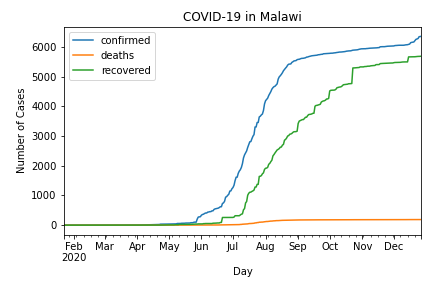 COVID-19 in Malawi
confirmed
deaths
recovered
Number of Cases
6000
5000
4000
3000
2000
1000
0
Feb Mar Apr May Jun Jul Aug Sep Oct Nov Dec
2020
Day